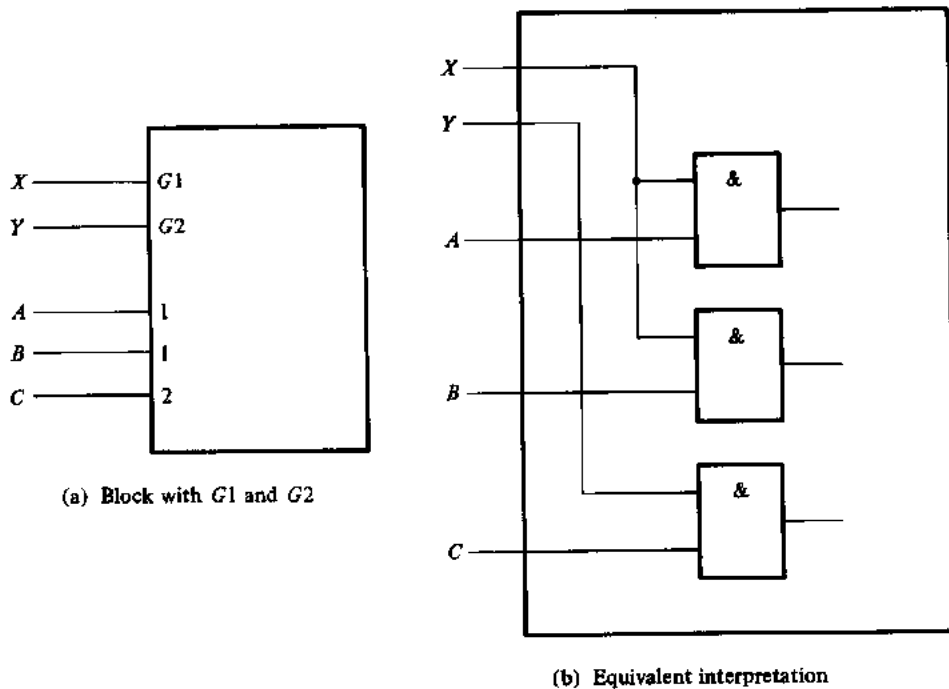 X G1
Y G2
A 1
B 1
C 2
(a) Block with G1 and G2
X
Y
&
A
&
B
&
C
(b) Equivalent interpretation